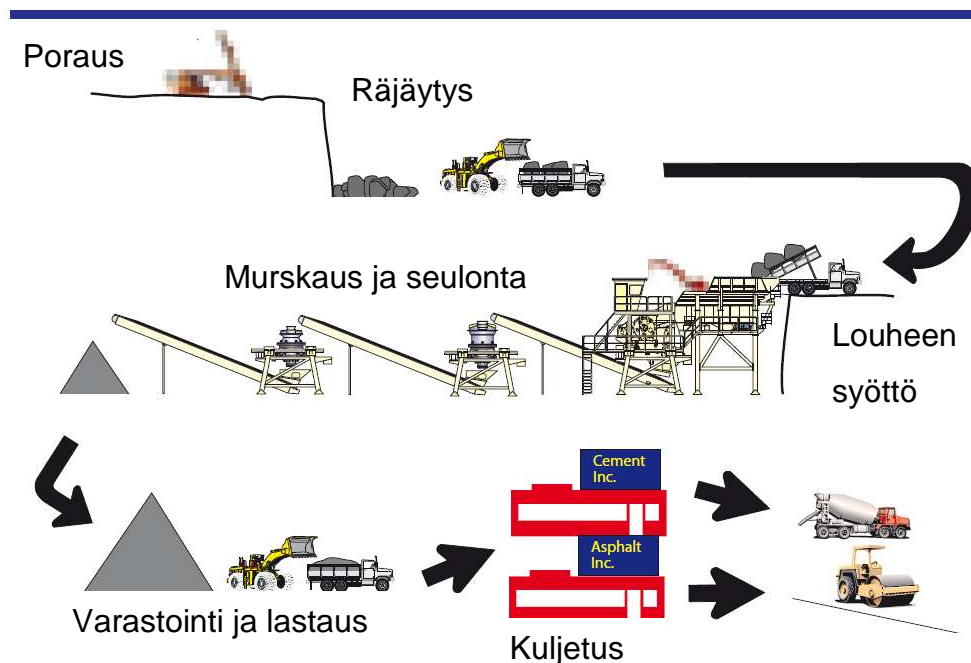 Poraus
Räjäytys
Murskaus ja seulonta
Louheen
syöttö
Cement
Inc.
Asphalt
Inc.
Varastointi ja lastaus
Kuljetus